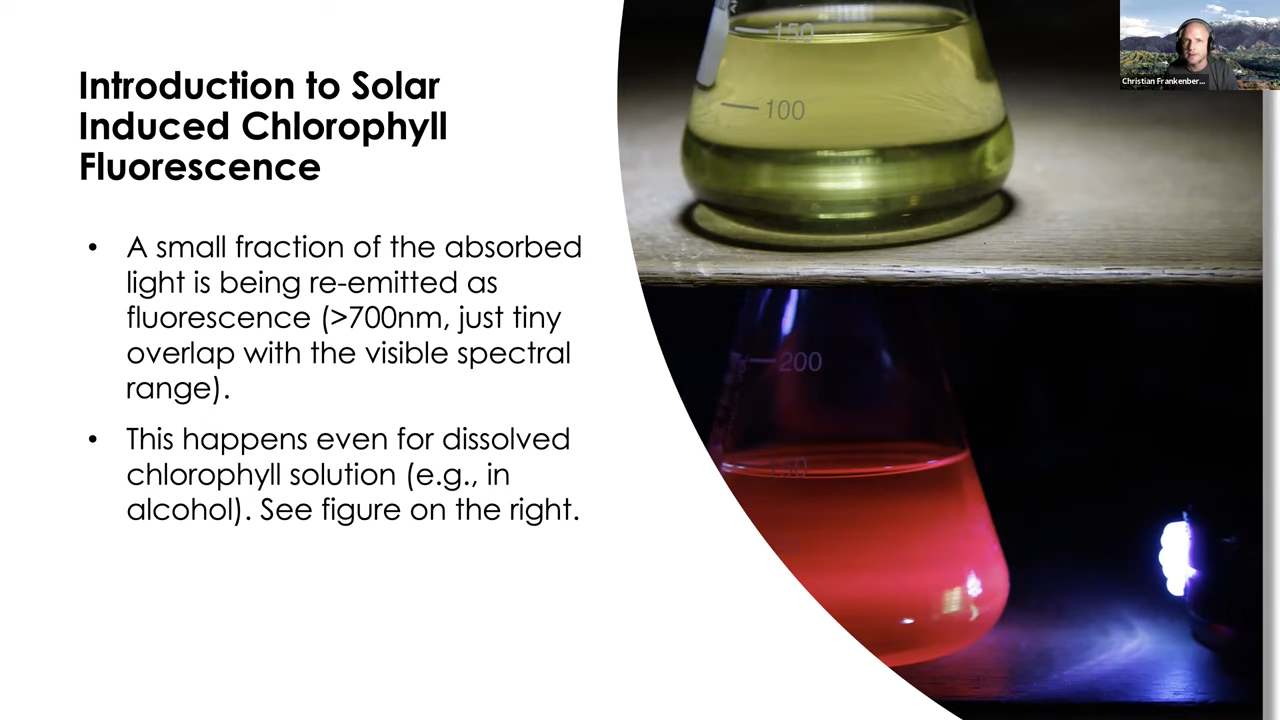 Introduction to Solar
Induced Chlorophyll
Fluorescence
• A small fraction of the absorbed
light is being re-emitted as
fluorescence (>700nm, just tiny
overlap with the visible spectral
range).
• This happens even for dissolved
chlorophyll solution (e.g., in
alcohol). See figure on the right.
150
100
200
150
Christian Frankenber...